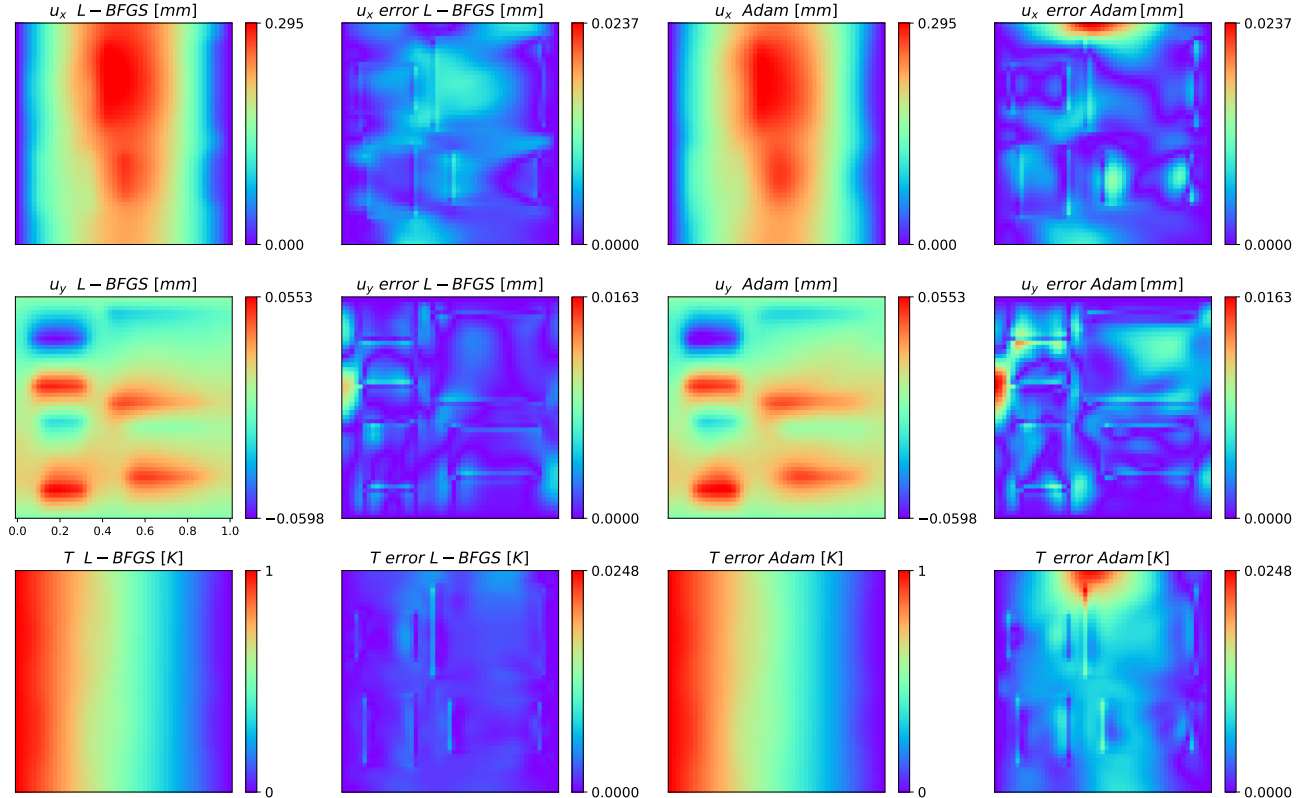 u_x L−BFGS [mm]
u_x error L−BFGS [mm]
u_x Adam [mm]
u_x error Adam[mm]
0.295
0.0237
0.295
0.0237
0.000
0.0000
0.000
0.0000
u_y L−BFGS [mm]
u_y error L−BFGS [mm]
u_y Adam [mm]
u_y error Adam[mm]
0.0553
0.0163
0.0553
0.0163
−0.0598
0.0000
−0.0598
0.0000
0.0 0.2 0.4 0.6 0.8 1.0
T L−BFGS [K]
T error L−BFGS [K]
T error Adam [K]
T error Adam[K]
1
0.0248
1
0.0248
0
0.0000
0
0.0000